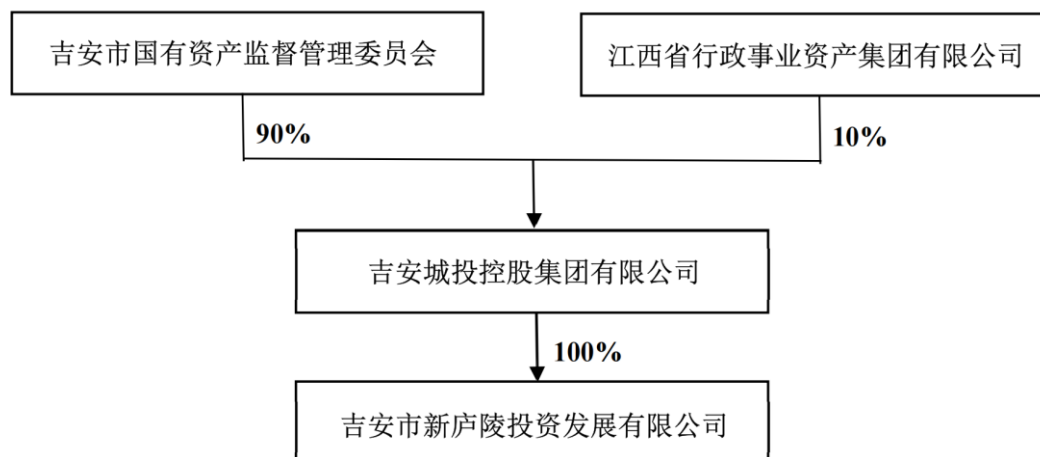 吉安市国有资产监督管理委员会
江西省行政事业资产集团有限公司
90%
10%
吉安城投控股集团有限公司
100%
吉安市新庐陵投资发展有限公司